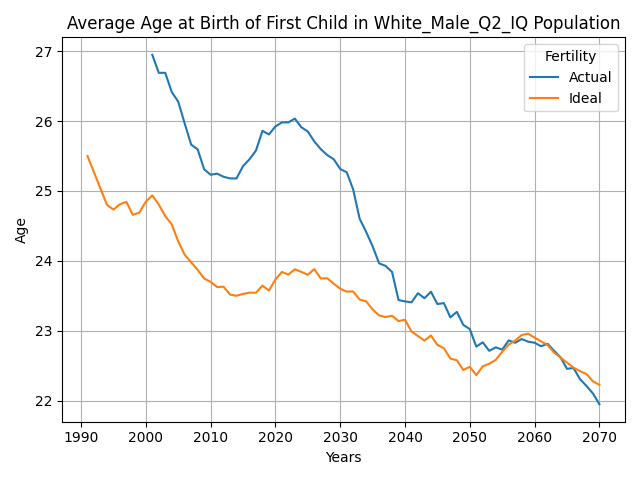 Average Age at Birth of First Child in White_Male_Q2_IQ Population
Fertility
Actual
Ideal
27
26
25
24
23
22
Age
1990 2000 2010 2020 2030 2040 2050 2060 2070
Years